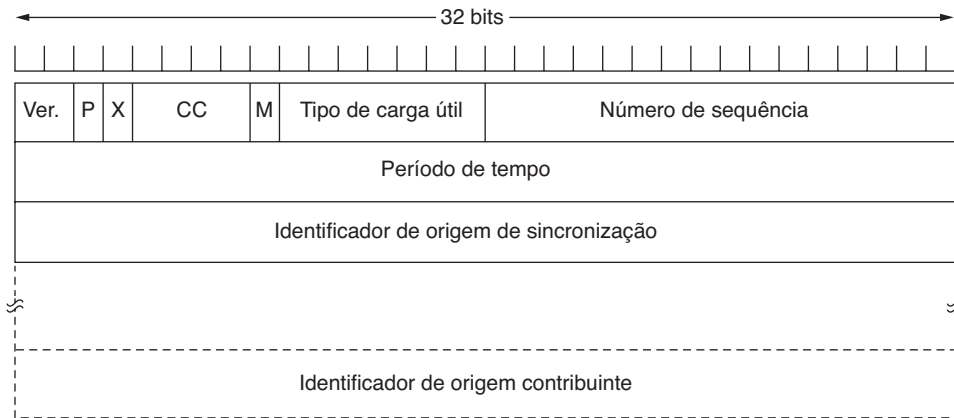 32 bits
Ver. P X CC M Tipo de carga útil Número de sequência
Período de tempo
Identificador de origem de sincronização
Identificador de origem contribuinte